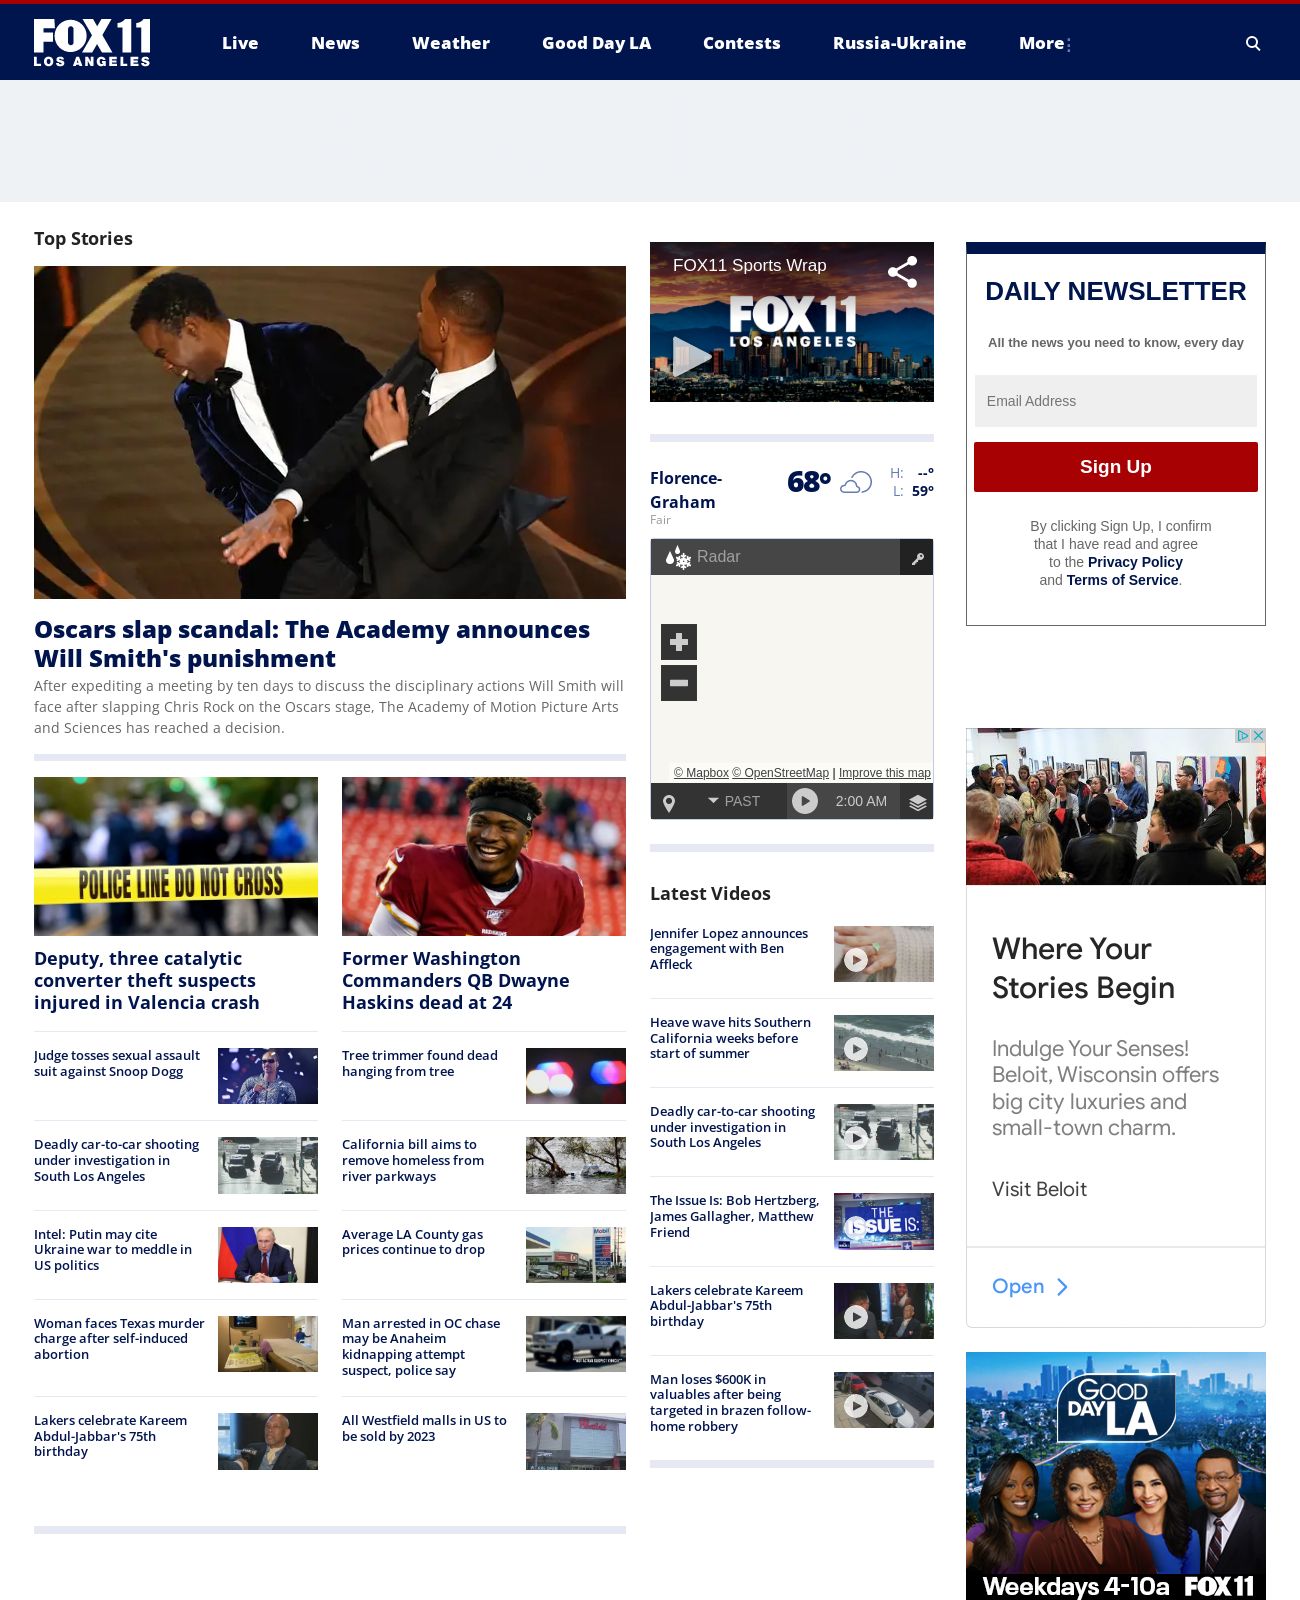 FOX 11
LOS ANGELES
Live
News
Weather
Good Day LA
Contests
Russia-Ukraine
More
Top Stories
Oscars slap scandal: The Academy announces
Will Smith's punishment
After expediting a meeting by ten days to discuss the disciplinary actions Will Smith will
face after slapping Chris Rock on the Oscars stage, The Academy of Motion Picture Arts
and Sciences has reached a decision.
POLICE LINE DO NOT CROSS
Deputy, three catalytic
converter theft suspects
injured in Valencia crash
Judge tosses sexual assault
suit against Snoop Dogg
Deadly car-to-car shooting
under investigation in
South Los Angeles
Intel: Putin may cite
Ukraine war to meddle in
US politics
Woman faces Texas murder
charge after self-induced
abortion
Lakers celebrate Kareem
Abdul-Jabbar's 75th
birthday
7
REDSKINS
Former Washington
Commanders QB Dwayne
Haskins dead at 24
Tree trimmer found dead
hanging from tree
California bill aims to
remove homeless from
river parkways
Average LA County gas
prices continue to drop
Mobil
Man arrested in OC chase
may be Anaheim
kidnapping attempt
suspect, police say
*NOT ACTUAL SUSPECT VEHICLE*
All Westfield malls in US to
be sold by 2023
Westfield
FOX11 Sports Wrap
FOX 11
LOS ANGELES
Florence-
Graham
Fair
68º
H: --º
L: 59º
Radar
© Mapbox © OpenStreetMap | Improve this map
PAST
2:00 AM
Latest Videos
Jennifer Lopez announces
engagement with Ben
Affleck
Heave wave hits Southern
California weeks before
start of summer
Deadly car-to-car shooting
under investigation in
South Los Angeles
The Issue Is: Bob Hertzberg,
James Gallagher, Matthew
Friend
THE
ISSUE IS:
Lakers celebrate Kareem
Abdul-Jabbar's 75th
birthday
Man loses $600K in
valuables after being
targeted in brazen follow-
home robbery
DAILY NEWSLETTER
All the news you need to know, every day
Email Address
Sign Up
By clicking Sign Up, I confirm
that I have read and agree
to the Privacy Policy
and Terms of Service.
Where Your
Stories Begin
Indulge Your Senses!
Beloit, Wisconsin offers
big city luxuries and
small-town charm.
Visit Beloit
Open
GOOD
DAY LA
Weekdays 4-10a FOX 11